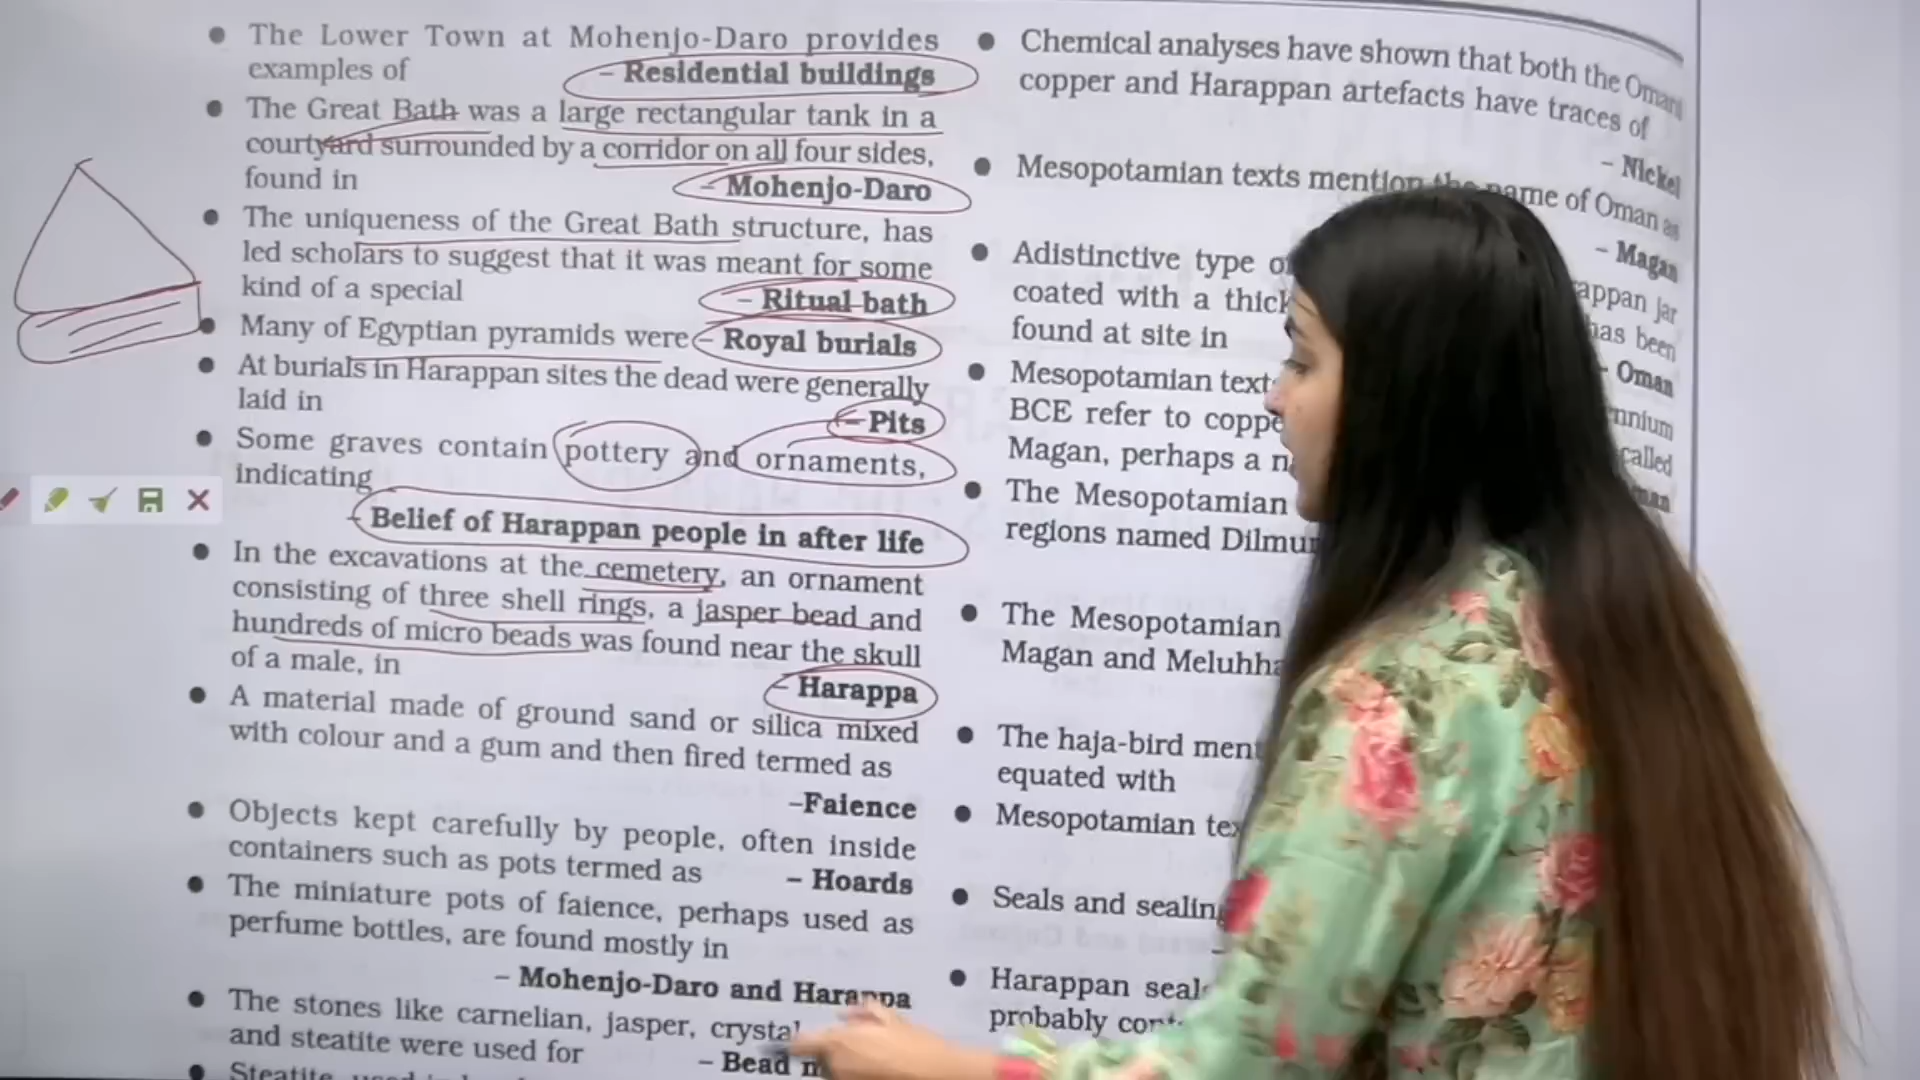 • The Lower Town at Mohenjo-Daro provides
examples of – Residential buildings
• The Great Bath was a large rectangular tank in a
courtyard surrounded by a corridor on all four sides,
found in – Mohenjo-Daro
• The uniqueness of the Great Bath structure, has
led scholars to suggest that it was meant for some
kind of a special – Ritual bath
• Many of Egyptian pyramids were – Royal burials
• At burials in Harappan sites the dead were generally
laid in – Pits
• Some graves contain pottery and ornaments,
indicating
– Belief of Harappan people in after life
• In the excavations at the cemetery, an ornament
consisting of three shell rings, a jasper bead and
hundreds of micro beads was found near the skull
of a male, in – Harappa
• A material made of ground sand or silica mixed
with colour and a gum and then fired termed as
–Faience
• Objects kept carefully by people, often inside
containers such as pots termed as – Hoards
• The miniature pots of faience, perhaps used as
perfume bottles, are found mostly in
– Mohenjo-Daro and Harappa
• The stones like carnelian, jasper, crystal
and steatite were used for – Bead
• Steatite, used
• Chemical analyses have shown that both the Omani
copper and Harappan artefacts have traces of
– Nickel
• Mesopotamian texts mention the name of Oman as
– Magan
• Adistinctive type appan jar
coated with a thick has been
found at site in – Oman
• Mesopotamian texts ennium
BCE refer to called
Magan, perhaps a
• The Mesopotamian
regions named Dilmun
• The Mesopotamian
Magan and Meluhha
• The haja-bird
equated with
• Mesopotamian
• Seals and
• Harappan
probably